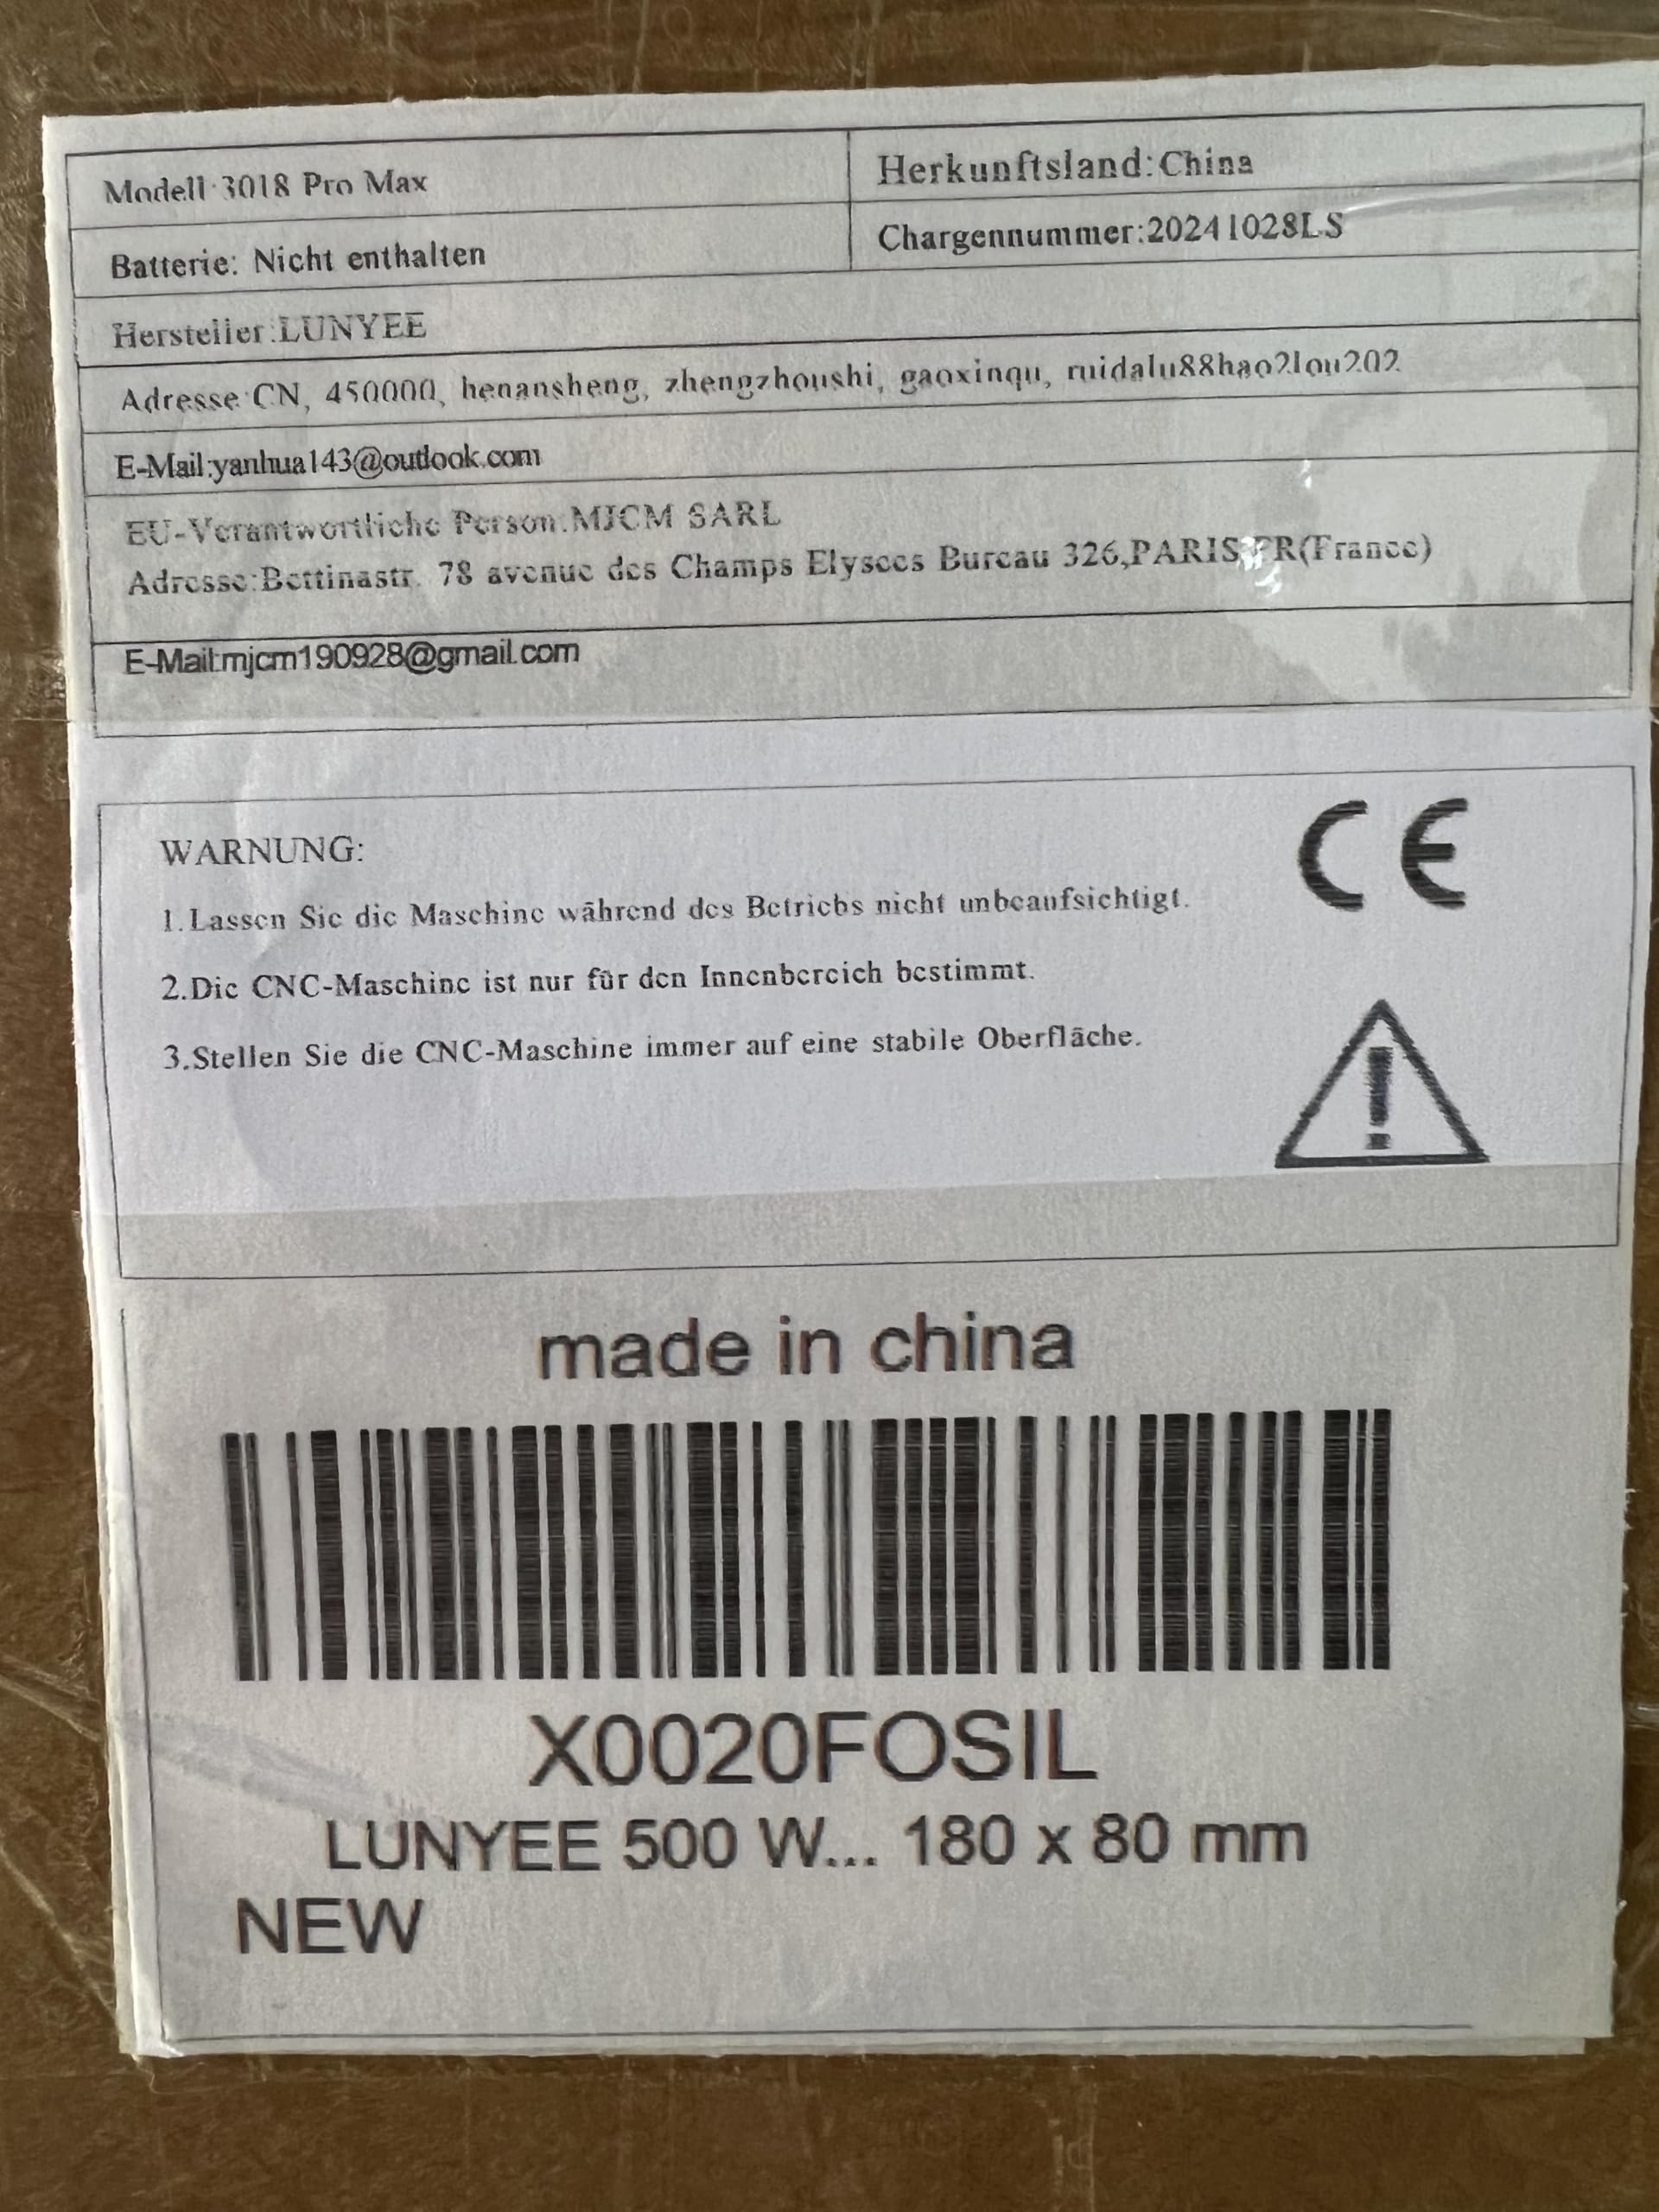 Modell:3018 Pro Max
Herkunftsland:China
Batterie: Nicht enthalten
Chargennummer:20241028LS
Hersteller:LUNYEE
Adresse:CN, 450000, henansheng, zhengzhoushi, gaoxinqu, ruidalu88hao2lou202
E-Mail:yanhua143@outlook.com
EU-Verantwortliche Person:MJCM SARL
Adresse:Bettinastr. 78 avenue des Champs Elysees Bureau 326,PARIS,FR(France)
E-Mail:mjcm190928@gmail.com
WARNUNG:
1.Lassen Sie die Maschine während des Betriebs nicht unbeaufsichtigt.
2.Die CNC-Maschine ist nur für den Innenbereich bestimmt.
3.Stellen Sie die CNC-Maschine immer auf eine stabile Oberfläche.
CE
made in china
X0020FOSIL
LUNYEE 500 W... 180 x 80 mm
NEW